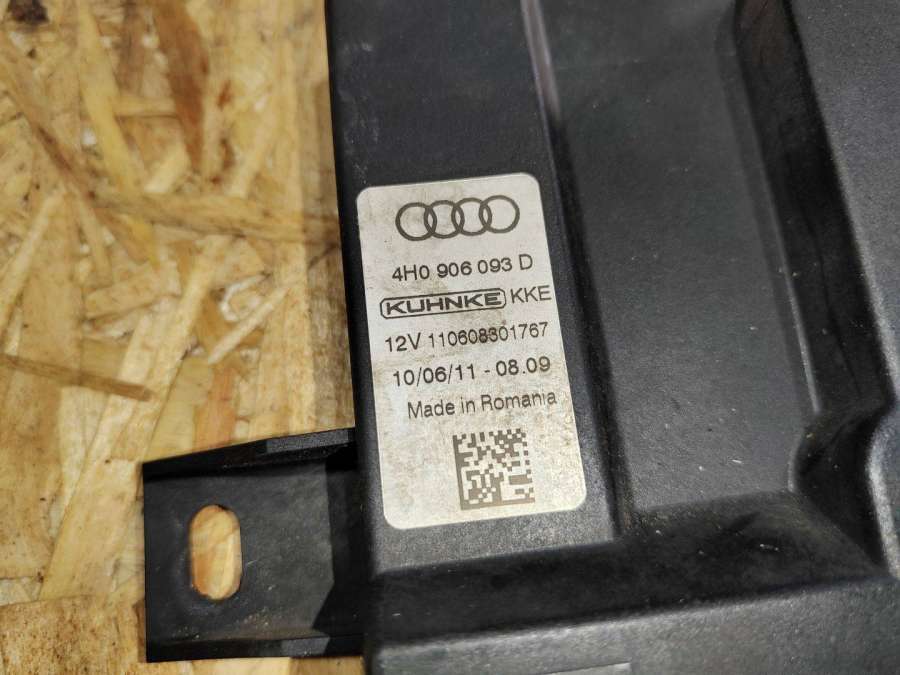 4H0 906 093 D
KUHNKE KKE
12V 110608301767
10/06/11 - 08.09
Made in Romania